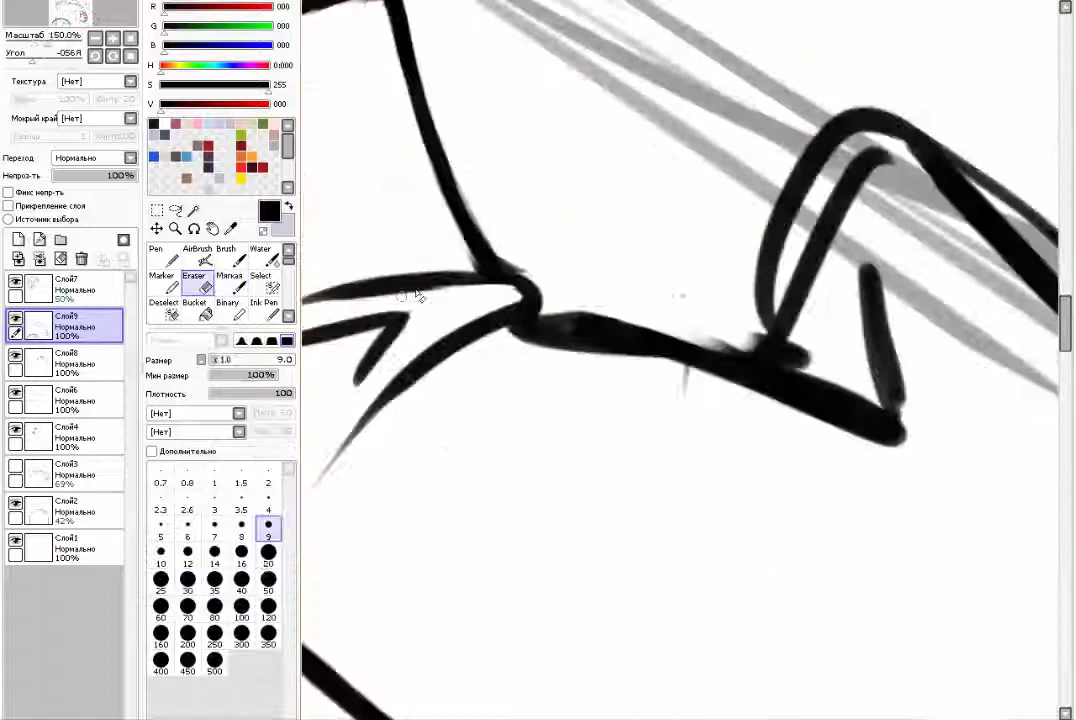 Масштаб 150.0%
Угол -056Я
Текстура [Нет]
100%
Мокрый край [Нет]
1
Переход Нормально
Непроз-ть 100%
Фикс непр-ть
Прикрепление слоя
Источник выбора
Слой7
Нормально
50%
Слой9
Нормально
100%
Слой8
Нормально
100%
Слой6
Нормально
100%
Слой4
Нормально
100%
Слой3
Нормально
69%
Слой2
Нормально
42%
Слой1
Нормально
100%
R 000
G 000
B 000
H 0:000
S 255
V 000
Pen AirBrush Brush Water
Marker Eraser Мягкая Select
Deselect Bucket Binary Ink Pen
Размер x 1.0 9.0
Мин размер 100%
Плотность 100
[Нет]
[Нет]
Дополнительно
0.7 0.8 1 1.5 2
2.3 2.6 3 3.5 4
5 6 7 8 9
10 12 14 16 20
25 30 35 40 50
60 70 80 100 120
160 200 250 300 350
400 450 500